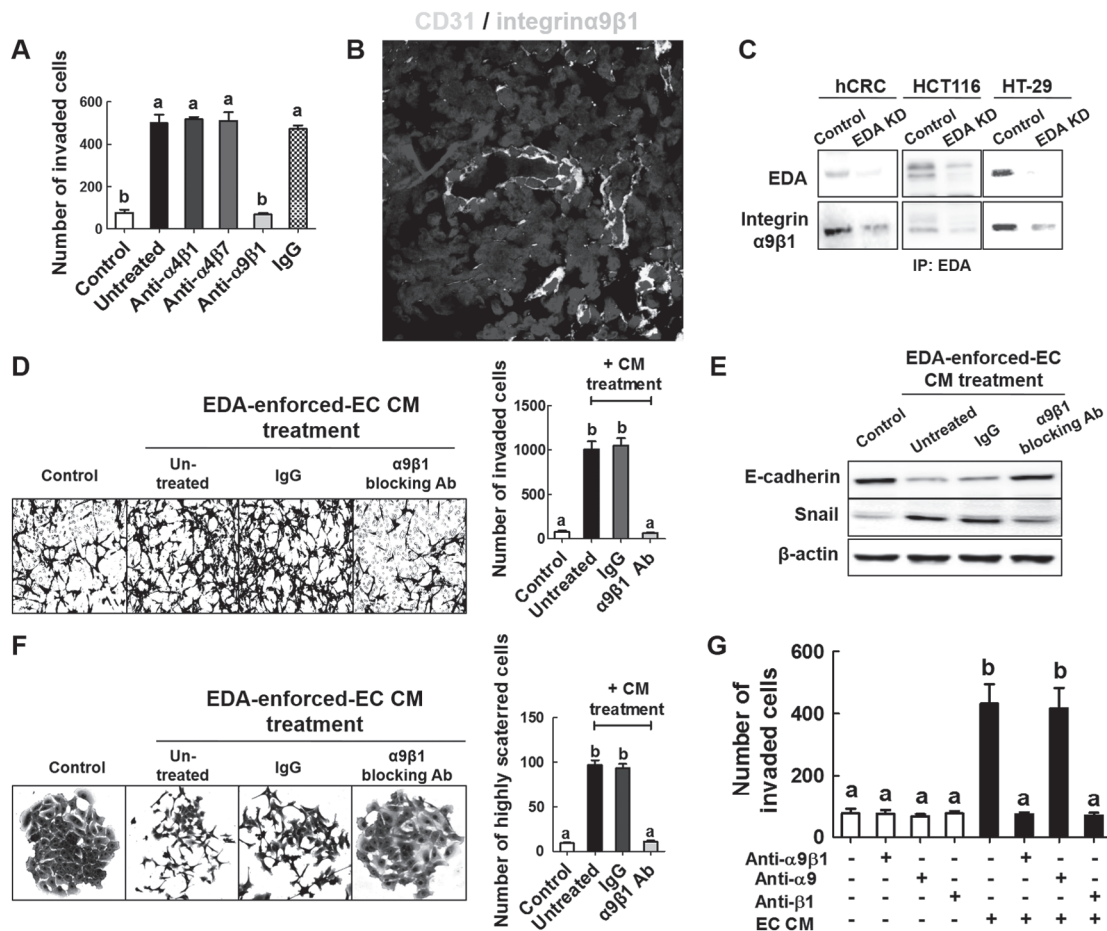 CD31 / integrinα9β1
A
Number of invaded cells
600
400
200
0
b
a
a
a
b
a
Control
Untreated
Anti-α4β1
Anti-α4β7
Anti-α9β1
IgG
B
C
hCRC
HCT116
HT-29
Control
EDA KD
Control
EDA KD
Control
EDA KD
EDA
Integrin
α9β1
IP: EDA
D
EDA-enforced-EC CM
treatment
Control
Un-
treated
IgG
α9β1
blocking Ab
+ CM
treatment
Number of invaded cells
1500
1000
500
0
a
b
b
a
Control
Untreated
IgG
α9β1 Ab
E
EDA-enforced-EC
CM treatment
Control
Untreated
IgG
α9β1
blocking Ab
E-cadherin
Snail
β-actin
F
EDA-enforced-EC CM
treatment
Control
Un-
treated
IgG
α9β1
blocking Ab
+ CM
treatment
Number of highly scaterred cells
150
100
50
0
a
b
b
a
Control
Untreated
IgG
α9β1 Ab
G
Number of
invaded cells
600
400
200
0
a
a
a
a
b
a
b
a
Anti-α9β1 - + - - - + - -
Anti-α9 - - + - - - + -
Anti-β1 - - - + - - - +
EC CM - - - - + + + +